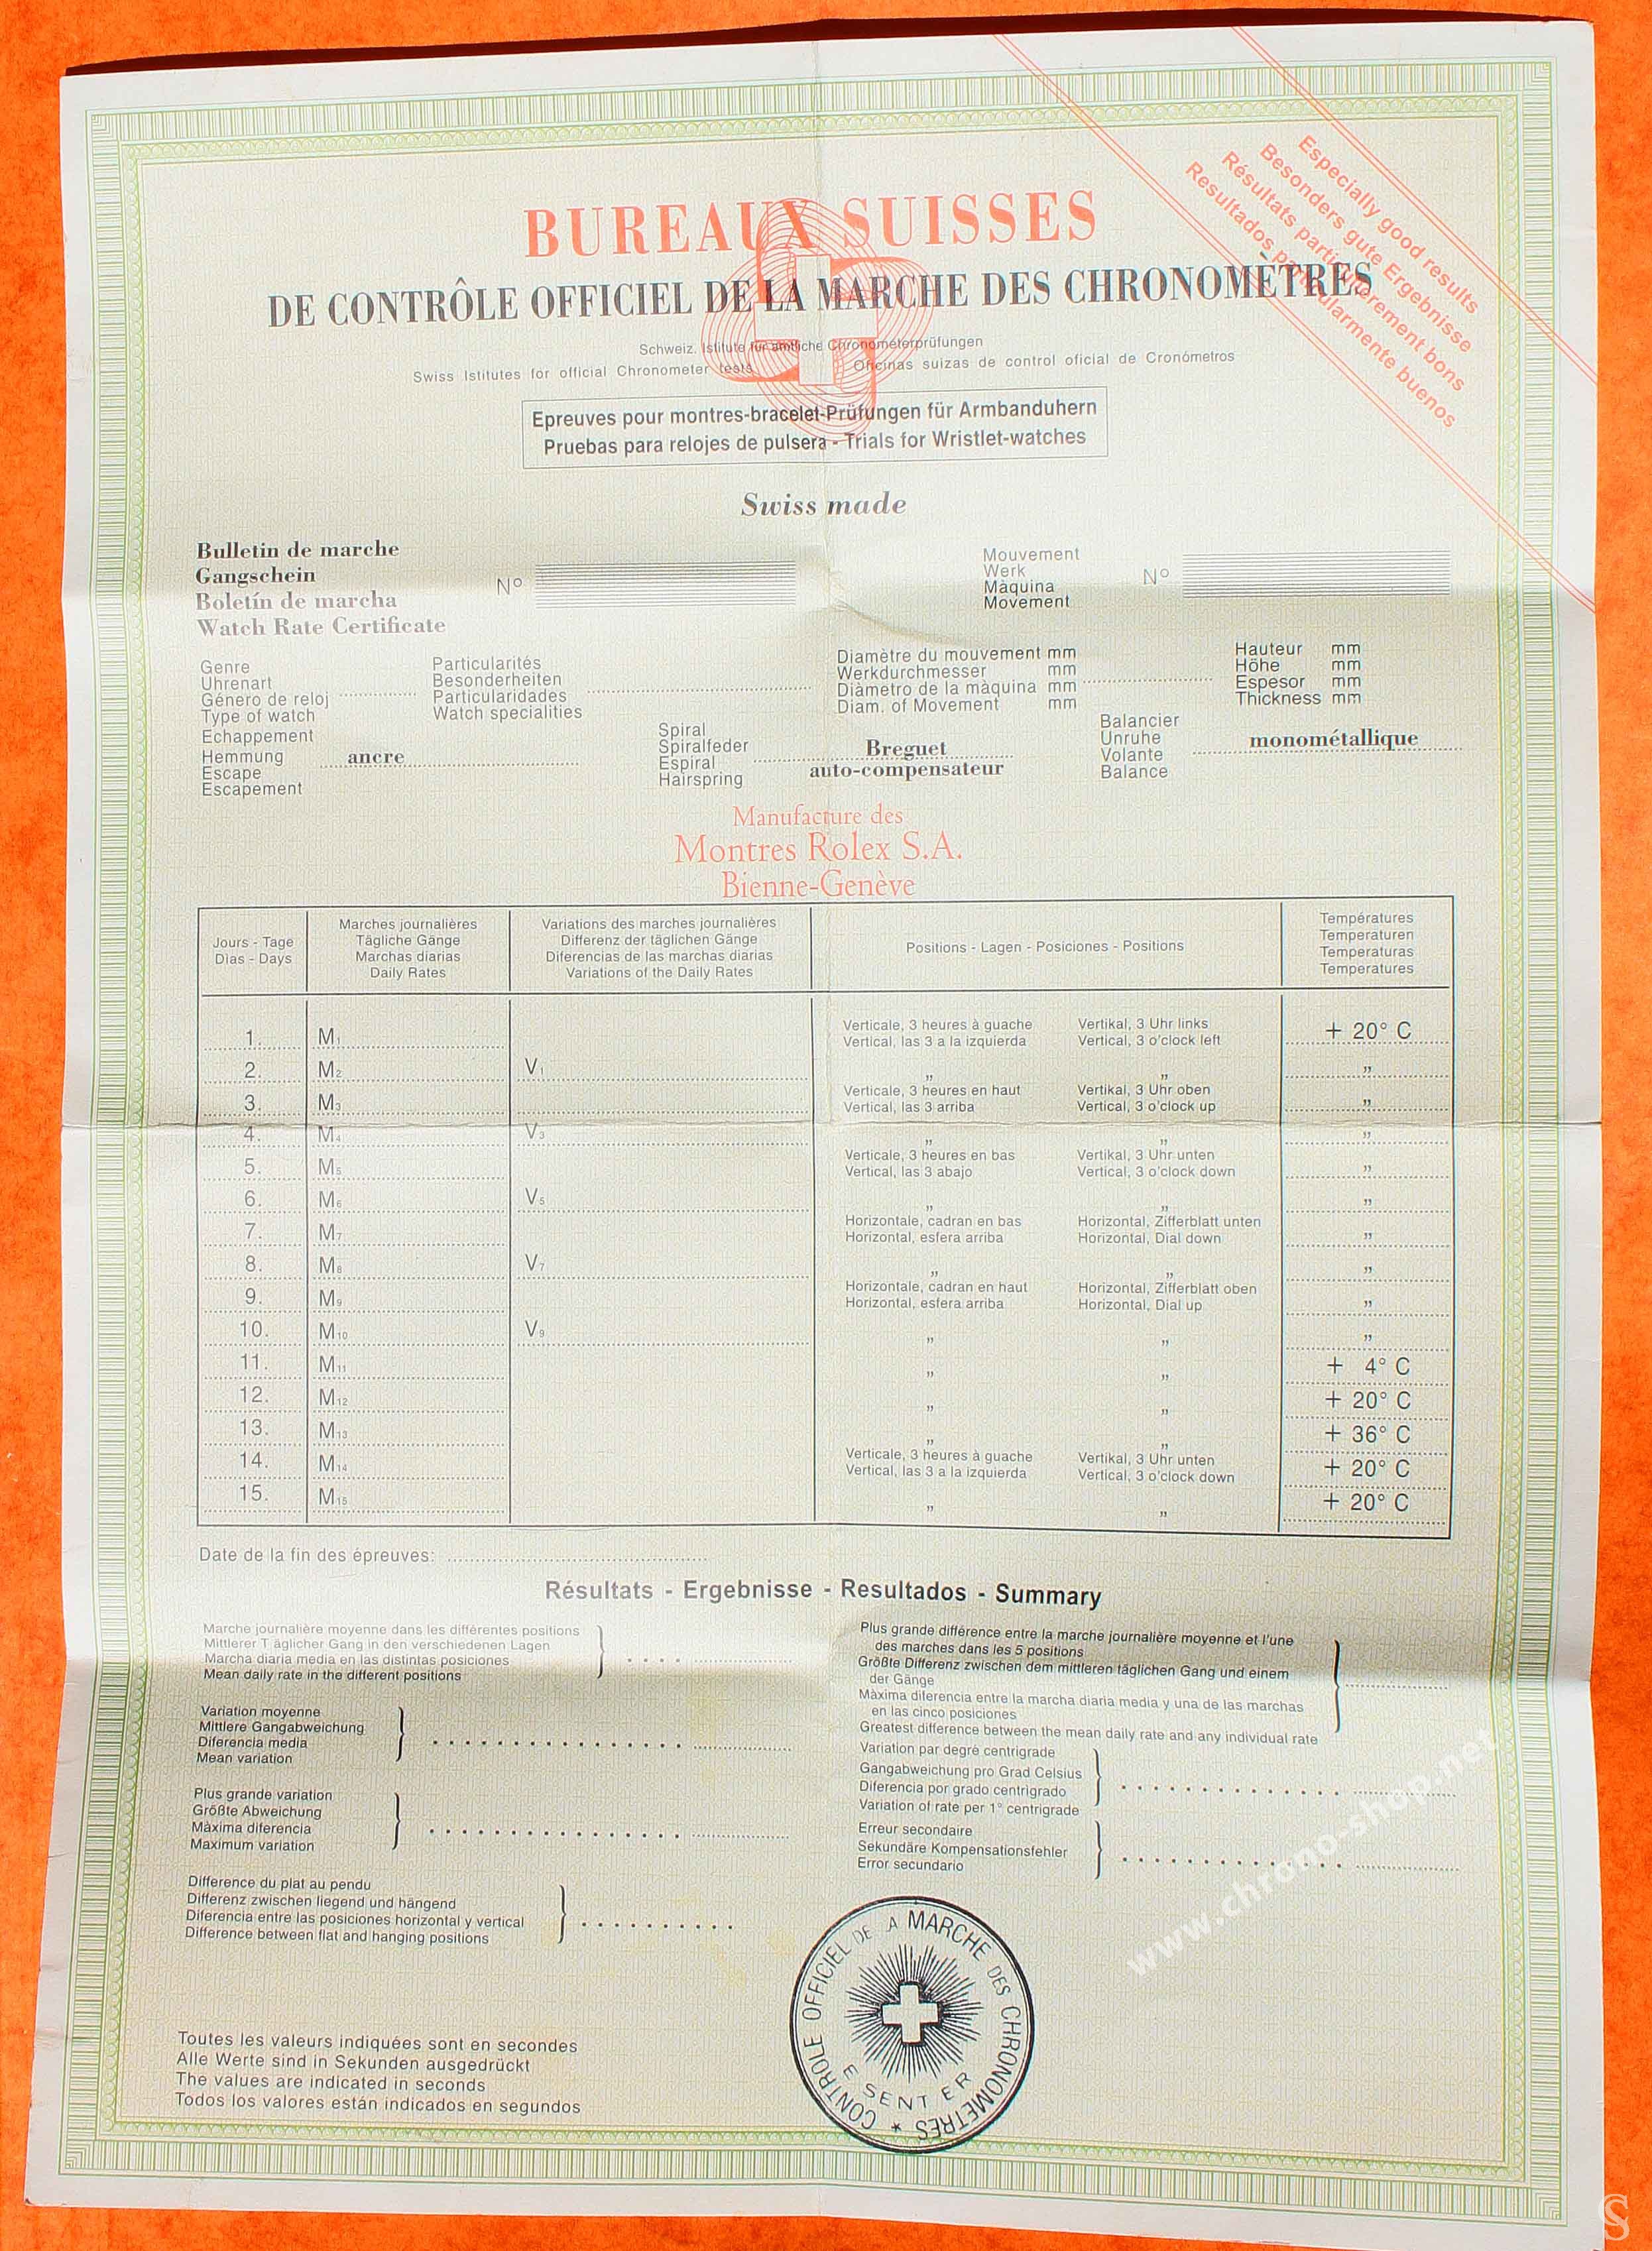 Especially good results
Besonders gute Ergebnisse
Résultats particulièrement bons
Resultados particularmente buenos
BUREAUX SUISSES
DE CONTRÔLE OFFICIEL DE LA MARCHE DES CHRONOMÈTRES
Schweiz. Istitute für amtliche Chronometerprüfungen
Swiss Istitutes for official Chronometer tests Oficinas suizas de control oficial de Cronómetros
Epreuves pour montres-bracelet-Prüfungen für Armbanduhern
Pruebas para relojes de pulsera - Trials for Wristlet-watches
Swiss made
Bulletin de marche
Gangschein
Boletín de marcha
Watch Rate Certificate
Nº
Mouvement
Werk
Màquina
Movement
Nº
Genre
Uhrenart
Género de reloj
Type of watch
Particularités
Besonderheiten
Particularidades
Watch specialities
Diamètre du mouvement mm
Werkdurchmesser mm
Diàmetro de la màquina mm
Diam. of Movement mm
Hauteur mm
Höhe mm
Espesor mm
Thickness mm
Echappement
Hemmung
Escape
Escapement
ancre
Spiral
Spiralfeder
Espiral
Hairspring
Breguet
auto-compensateur
Balancier
Unruhe
Volante
Balance
monométallique
Manufacture des
Montres Rolex S.A.
Bienne-Genève
Jours - Tage
Dias - Days
Marches journalières
Tägliche Gänge
Marchas diarias
Daily Rates
Variations des marches journalières
Differenz der täglichen Gänge
Diferencias de las marchas diarias
Variations of the Daily Rates
Positions - Lagen - Posiciones - Positions
Températures
Temperaturen
Temperaturas
Temperatures
1. M1 Verticale, 3 heures à guache Vertikal, 3 Uhr links + 20° C
Vertical, las 3 a la izquierda Vertical, 3 o'clock left
2. M2 V1 " " "
3. M3 Verticale, 3 heures en haut Vertikal, 3 Uhr oben "
Vertical, las 3 arriba Vertical, 3 o'clock up
4. M4 V3 " " "
5. M5 Verticale, 3 heures en bas Vertikal, 3 Uhr unten "
Vertical, las 3 abajo Vertical, 3 o'clock down
6. M6 V5 " " "
7. M7 Horizontale, cadran en bas Horizontal, Zifferblatt unten "
Horizontal, esfera arriba Horizontal, Dial down
8. M8 V7 " " "
9. M9 Horizontale, cadran en haut Horizontal, Zifferblatt oben "
Horizontal, esfera arriba Horizontal, Dial up
10. M10 V9 " " "
11. M11 " " + 4° C
12. M12 " " + 20° C
13. M13 " " + 36° C
14. M14 Verticale, 3 heures à guache Vertikal, 3 Uhr unten + 20° C
Vertical, las 3 a la izquierda Vertical, 3 o'clock down
15. M15 " " + 20° C
Date de la fin des épreuves:
Résultats - Ergebnisse - Resultados - Summary
Marche journalière moyenne dans les différentes positions
Mittlerer T äglicher Gang in den verschiedenen Lagen
Marcha diaria media en las distintas posiciones
Mean daily rate in the different positions
Variation moyenne
Mittlere Gangabweichung
Diferencia media
Mean variation
Plus grande variation
Größte Abweichung
Màxima diferencia
Maximum variation
Difference du plat au pendu
Differenz zwischen liegend und hängend
Diferencia entre las posiciones horizontal y vertical
Difference between flat and hanging positions
Plus grande différence entre la marche journalière moyenne et l'une
des marches dans les 5 positions
Größte Differenz zwischen dem mittleren täglichen Gang und einem
der Gänge
Màxima diferencia entre la marcha diaria media y una de las marchas
en las cinco posiciones
Greatest difference between the mean daily rate and any individual rate
Variation par degré centigrade
Gangabweichung pro Grad Celsius
Diferencia por grado centigrado
Variation of rate per 1° centigrade
Erreur secondaire
Sekundäre Kompensationsfehler
Error secundario
Toutes les valeurs indiquées sont en secondes
Alle Werte sind in Sekunden ausgedrückt
The values are indicated in seconds
Todos los valores están indicados en segundos
CONTROLE OFFICIEL DE A MARCHE DES CHRONOMETRES ★
E SENT ER
www.chrono-shop.net